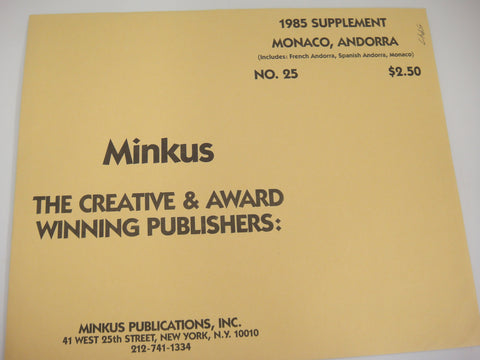 1985 SUPPLEMENT
MONACO, ANDORRA
(Includes: French Andorra, Spanish Andorra, Monaco)
NO. 25 $2.50
Minkus
THE CREATIVE & AWARD
WINNING PUBLISHERS:
MINKUS PUBLICATIONS, INC.
41 WEST 25th STREET, NEW YORK, N.Y. 10010
212-741-1334